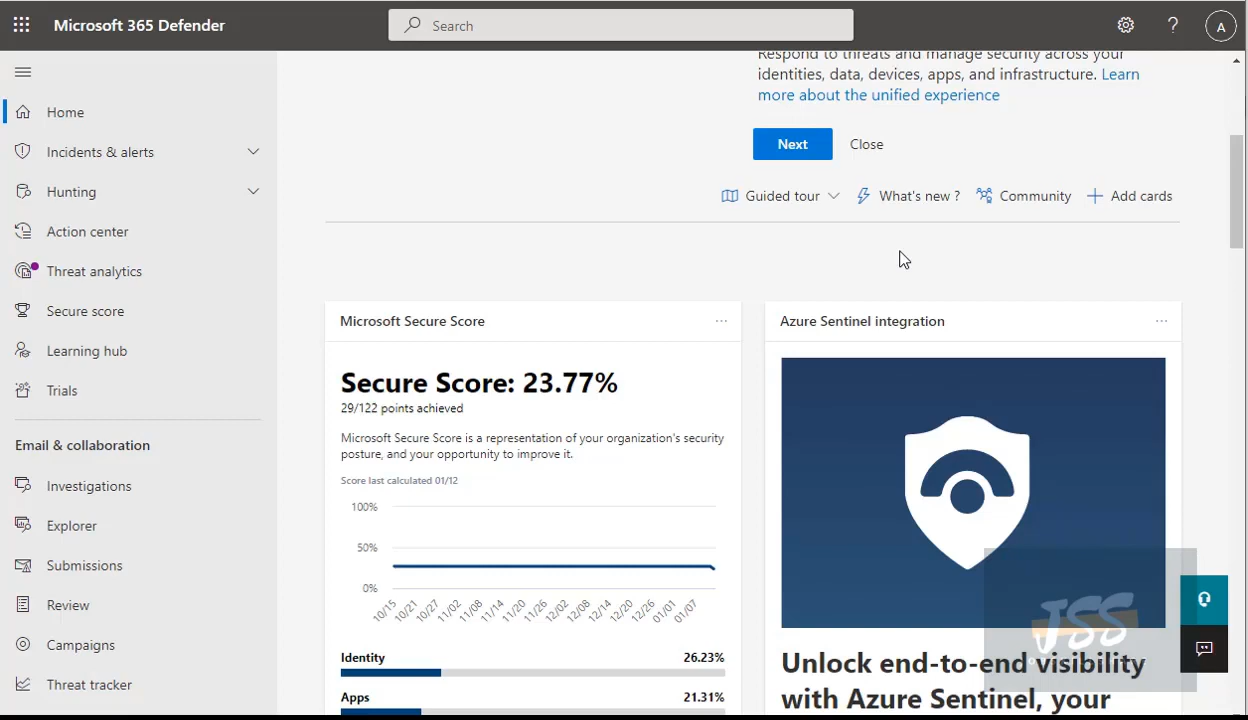 Microsoft 365 Defender
Search
?
A
Home
Incidents & alerts
Hunting
Action center
Threat analytics
Secure score
Learning hub
Trials
Email & collaboration
Investigations
Explorer
Submissions
Review
Campaigns
Threat tracker
Respond to threats and manage security across your
identities, data, devices, apps, and infrastructure. Learn
more about the unified experience
Next
Close
Guided tour
What's new ?
Community
Add cards
Microsoft Secure Score
...
Secure Score: 23.77%
29/122 points achieved
Microsoft Secure Score is a representation of your organization's security
posture, and your opportunity to improve it.
Score last calculated 01/12
100%
50%
0%
10/15 10/21 10/27 11/02 11/08 11/14 11/20 11/26 12/02 12/08 12/14 12/20 12/26 01/01 01/07
Identity 26.23%
Apps 21.31%
Azure Sentinel integration
...
Unlock end-to-end visibility
with Azure Sentinel, your
JSS